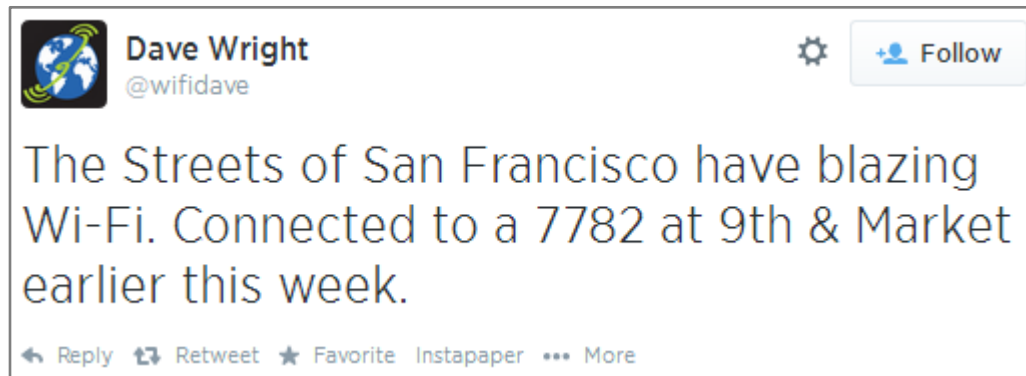 Dave Wright
@wifidave
Follow
The Streets of San Francisco have blazing
Wi-Fi. Connected to a 7782 at 9th & Market
earlier this week.
Reply Retweet Favorite Instapaper ••• More